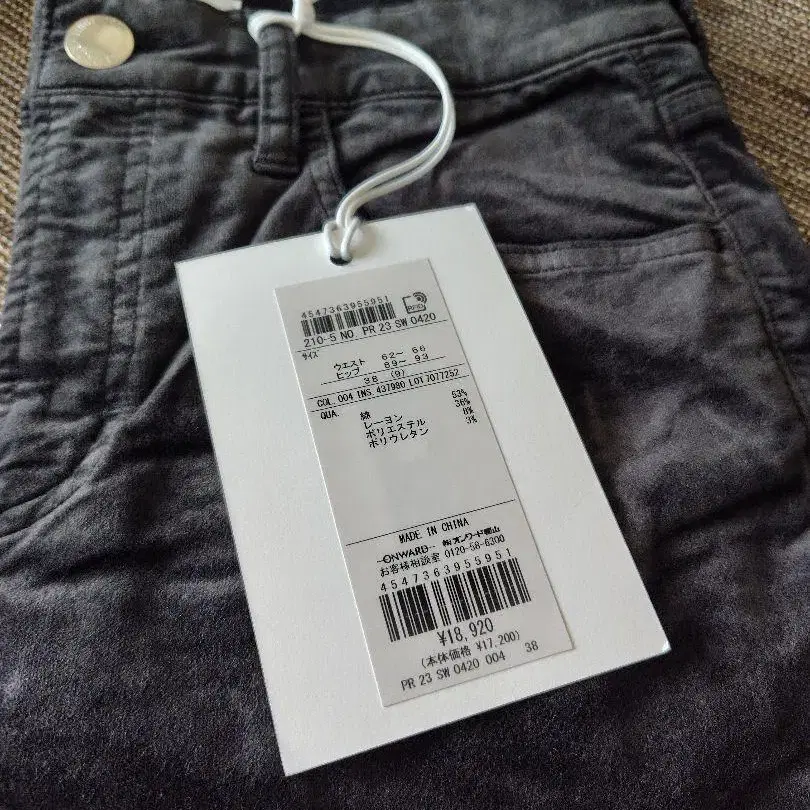 4547363955951
RFID
210-5 NO. PR 23 SW 0420
サイズ
ウエスト 62〜 66
ヒップ 89〜 93
38 (9)
COL. 004 INS. 437980 LOT7077252
QUA. 綿 53%
レーヨン 36%
ポリエステル 8%
ポリウレタン 3%
MADE IN CHINA
ONWARD ㈱オンワード樫山
お客様相談室 0120-58-6300
4547363955951
¥18,920
(本体価格 ¥17,200)
PR 23 SW 0420 004 38